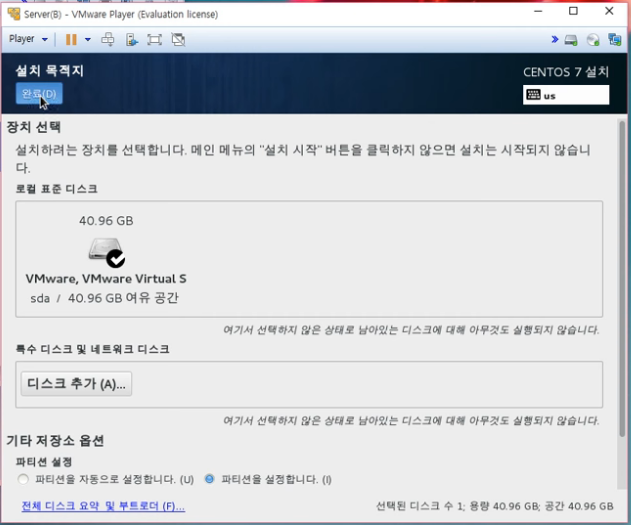 Server(B) - VMware Player (Evaluation license)
Player
설치 목적지
CENTOS 7 설치
완료(D)
us
장치 선택
설치하려는 장치를 선택합니다. 메인 메뉴의 "설치 시작" 버튼을 클릭하지 않으면 설치는 시작되지 않습니
다.
로컬 표준 디스크
40.96 GB
VMware, VMware Virtual S
sda / 40.96 GB 여유 공간
여기서 선택하지 않은 상태로 남아있는 디스크에 대해 아무것도 실행되지 않습니다.
특수 디스크 및 네트워크 디스크
디스크 추가 (A)...
여기서 선택하지 않은 상태로 남아있는 디스크에 대해 아무것도 실행되지 않습니다.
기타 저장소 옵션
파티션 설정
파티션을 자동으로 설정합니다. (U) 파티션을 설정합니다. (I)
전체 디스크 요약 및 부트로더 (F)...
선택된 디스크 수 1; 용량 40.96 GB; 공간 40.96 GB